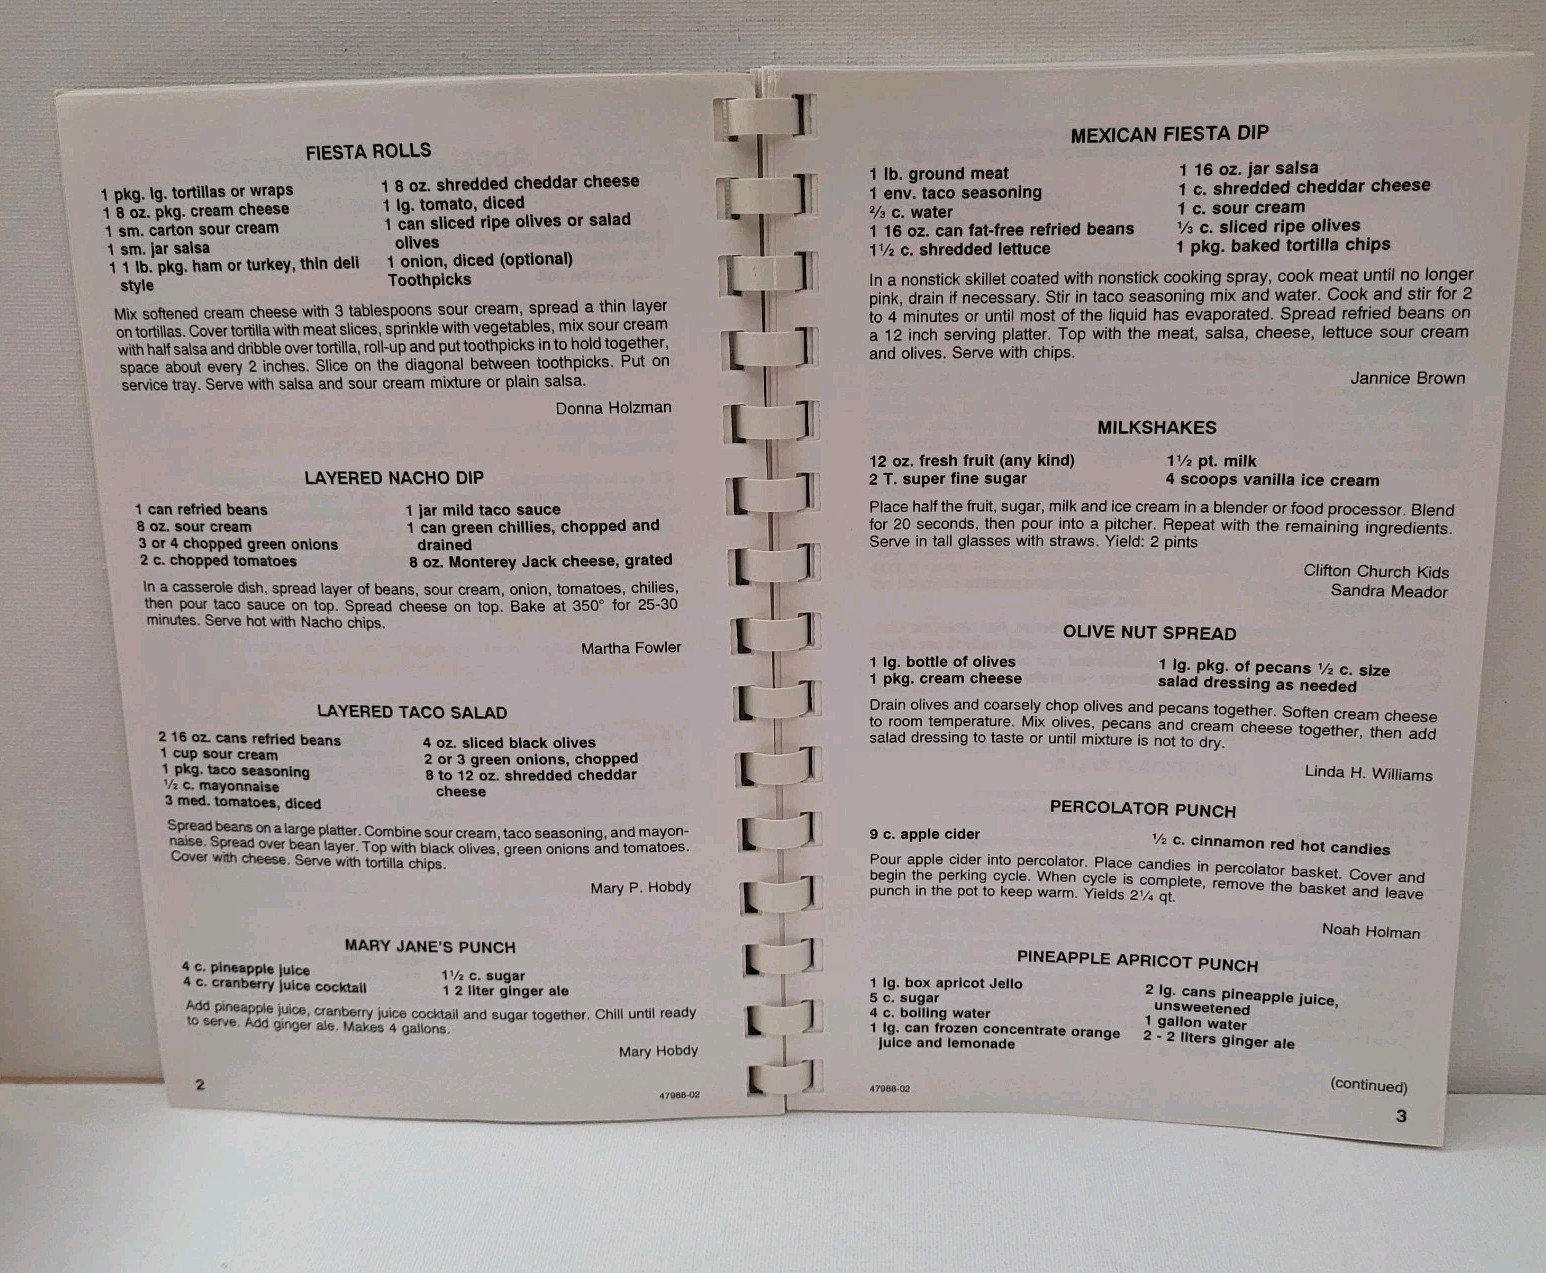 FIESTA ROLLS
1 pkg. lg. tortillas or wraps
1 8 oz. pkg. cream cheese
1 sm. carton sour cream
1 sm. jar salsa
1 1 lb. pkg. ham or turkey, thin deli
style
1 8 oz. shredded cheddar cheese
1 lg. tomato, diced
1 can sliced ripe olives or salad
olives
1 onion, diced (optional)
Toothpicks
Mix softened cream cheese with 3 tablespoons sour cream, spread a thin layer
on tortillas. Cover tortilla with meat slices, sprinkle with vegetables, mix sour cream
with half salsa and dribble over tortilla, roll-up and put toothpicks in to hold together,
space about every 2 inches. Slice on the diagonal between toothpicks. Put on
service tray. Serve with salsa and sour cream mixture or plain salsa.
Donna Holzman
LAYERED NACHO DIP
1 can refried beans
8 oz. sour cream
3 or 4 chopped green onions
2 c. chopped tomatoes
1 jar mild taco sauce
1 can green chillies, chopped and
drained
8 oz. Monterey Jack cheese, grated
In a casserole dish, spread layer of beans, sour cream, onion, tomatoes, chilies,
then pour taco sauce on top. Spread cheese on top. Bake at 350° for 25-30
minutes. Serve hot with Nacho chips.
Martha Fowler
LAYERED TACO SALAD
2 16 oz. cans refried beans
1 cup sour cream
1 pkg. taco seasoning
½ c. mayonnaise
3 med. tomatoes, diced
4 oz. sliced black olives
2 or 3 green onions, chopped
8 to 12 oz. shredded cheddar
cheese
Spread beans on a large platter. Combine sour cream, taco seasoning, and mayon-
naise. Spread over bean layer. Top with black olives, green onions and tomatoes.
Cover with cheese. Serve with tortilla chips.
Mary P. Hobdy
MARY JANE'S PUNCH
4 c. pineapple juice
4 c. cranberry juice cocktail
1½ c. sugar
1 2 liter ginger ale
Add pineapple juice, cranberry juice cocktail and sugar together. Chill until ready
to serve. Add ginger ale. Makes 4 gallons.
Mary Hobdy
2
47988-02
MEXICAN FIESTA DIP
1 lb. ground meat
1 env. taco seasoning
⅔ c. water
1 16 oz. can fat-free refried beans
1½ c. shredded lettuce
1 16 oz. jar salsa
1 c. shredded cheddar cheese
1 c. sour cream
⅓ c. sliced ripe olives
1 pkg. baked tortilla chips
In a nonstick skillet coated with nonstick cooking spray, cook meat until no longer
pink, drain if necessary. Stir in taco seasoning mix and water. Cook and stir for 2
to 4 minutes or until most of the liquid has evaporated. Spread refried beans on
a 12 inch serving platter. Top with the meat, salsa, cheese, lettuce sour cream
and olives. Serve with chips.
Jannice Brown
MILKSHAKES
12 oz. fresh fruit (any kind)
2 T. super fine sugar
1½ pt. milk
4 scoops vanilla ice cream
Place half the fruit, sugar, milk and ice cream in a blender or food processor. Blend
for 20 seconds, then pour into a pitcher. Repeat with the remaining ingredients.
Serve in tall glasses with straws. Yield: 2 pints
Clifton Church Kids
Sandra Meador
OLIVE NUT SPREAD
1 lg. bottle of olives
1 pkg. cream cheese
1 lg. pkg. of pecans ½ c. size
salad dressing as needed
Drain olives and coarsely chop olives and pecans together. Soften cream cheese
to room temperature. Mix olives, pecans and cream cheese together, then add
salad dressing to taste or until mixture is not to dry.
Linda H. Williams
PERCOLATOR PUNCH
9 c. apple cider
½ c. cinnamon red hot candies
Pour apple cider into percolator. Place candies in percolator basket. Cover and
begin the perking cycle. When cycle is complete, remove the basket and leave
punch in the pot to keep warm. Yields 2¼ qt.
Noah Holman
PINEAPPLE APRICOT PUNCH
1 lg. box apricot Jello
5 c. sugar
4 c. boiling water
1 lg. can frozen concentrate orange
juice and lemonade
2 lg. cans pineapple juice,
unsweetened
1 gallon water
2 - 2 liters ginger ale
(continued)
47988-02
3